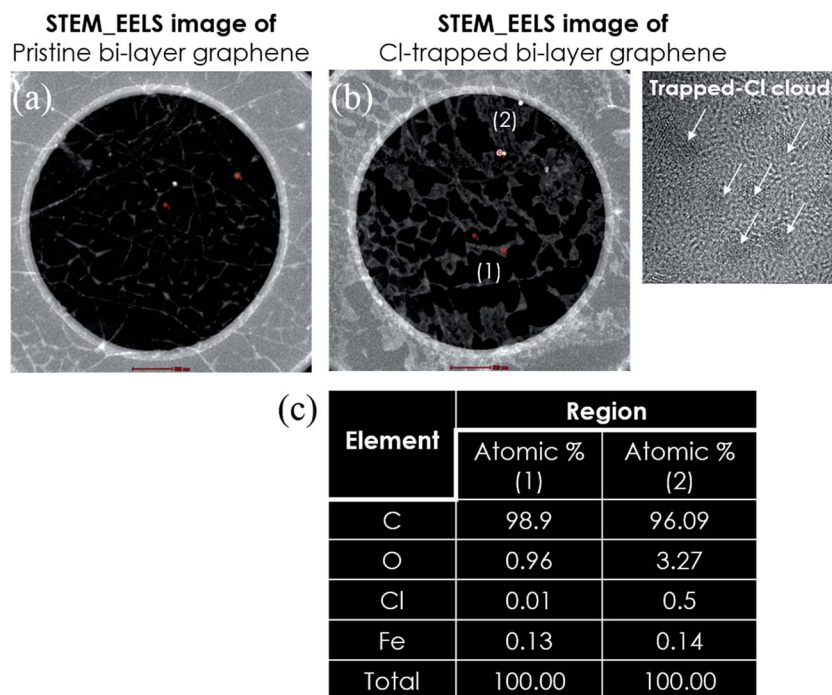 STEM_EELS image of
Pristine bi-layer graphene
STEM_EELS image of
Cl-trapped bi-layer graphene
(a)
(b)
(2)
(1)
Trapped-Cl cloud
(c)
Element
Region
Atomic %
(1)
Atomic %
(2)
C 98.9 96.09
O 0.96 3.27
Cl 0.01 0.5
Fe 0.13 0.14
Total 100.00 100.00